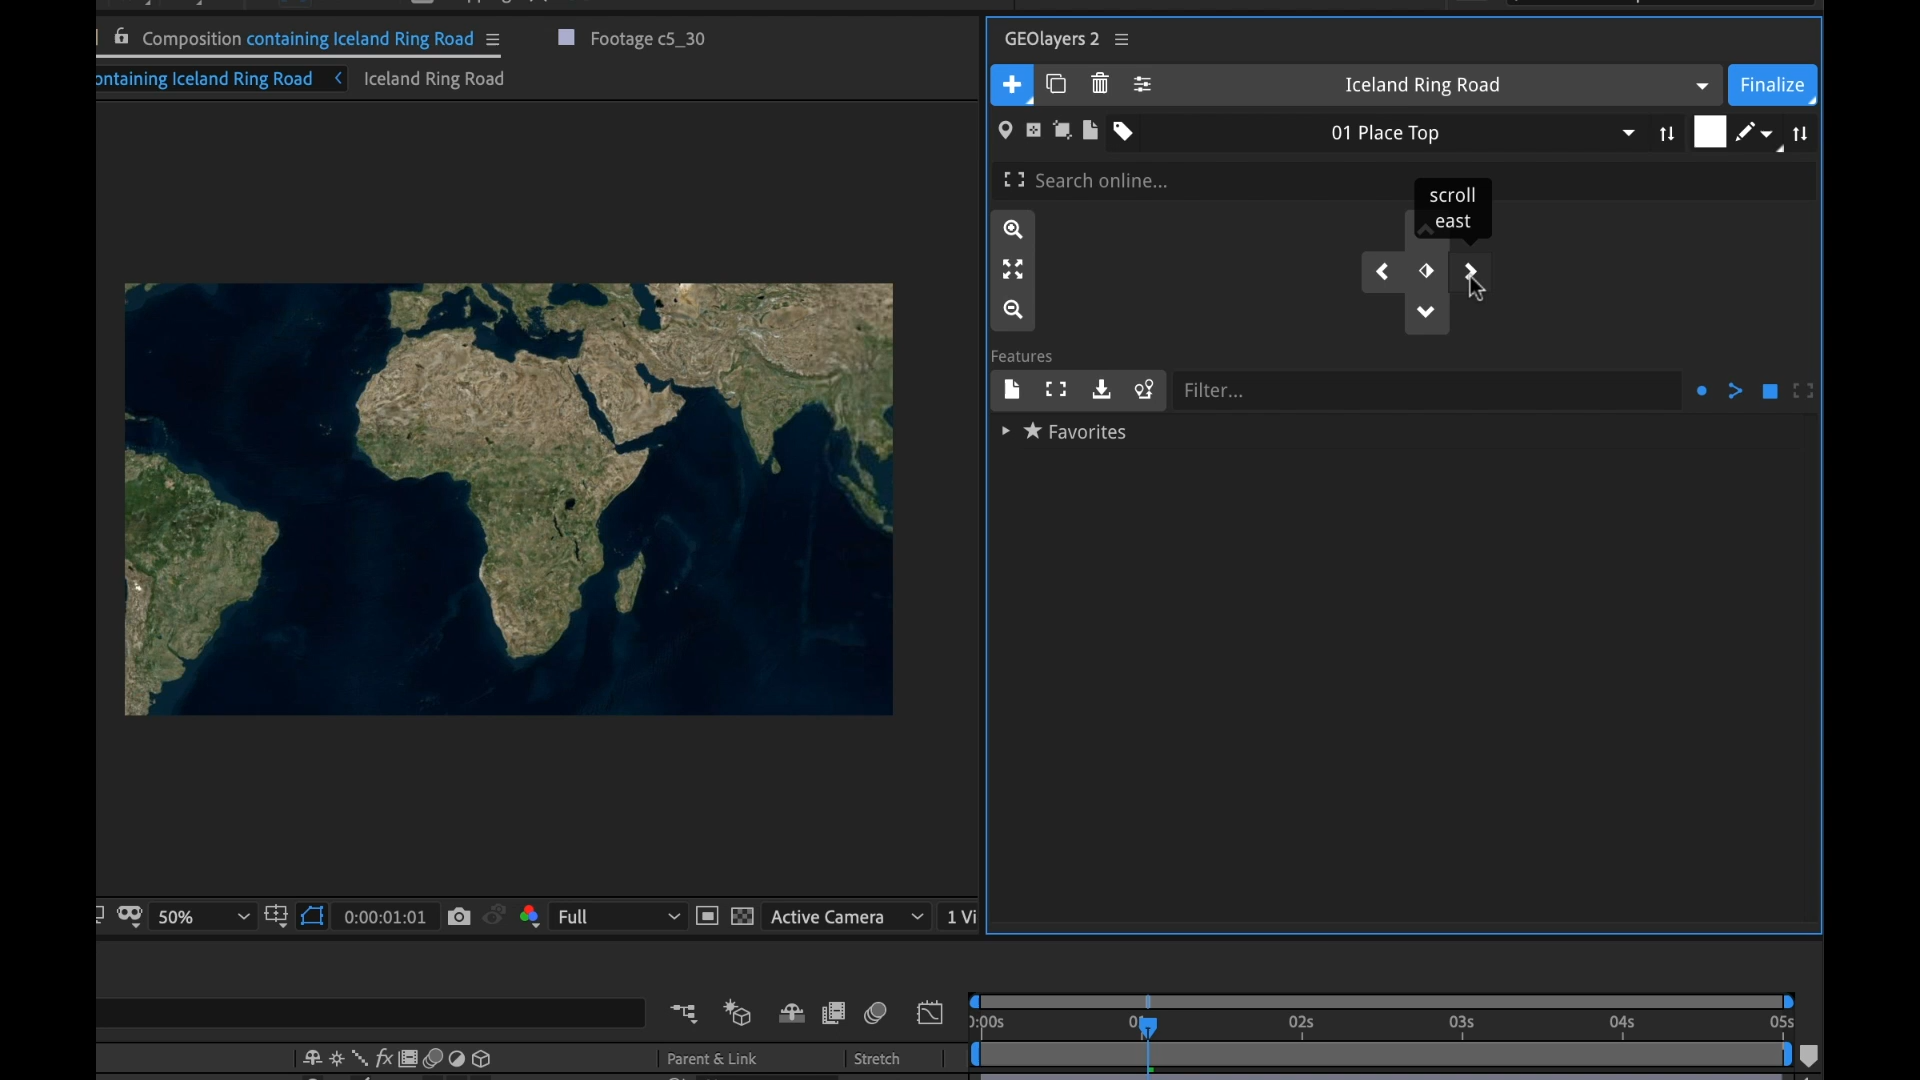 Composition containing Iceland Ring Road
Footage c5_30
GEOlayers 2
ontaining Iceland Ring Road
Iceland Ring Road
Iceland Ring Road
Finalize
01 Place Top
Search online...
scroll
east
Features
Filter...
Favorites
50%
0:00:01:01
Full
Active Camera
1 Vi
):00s
02s
03s
04s
05s
fx
Parent & Link
Stretch